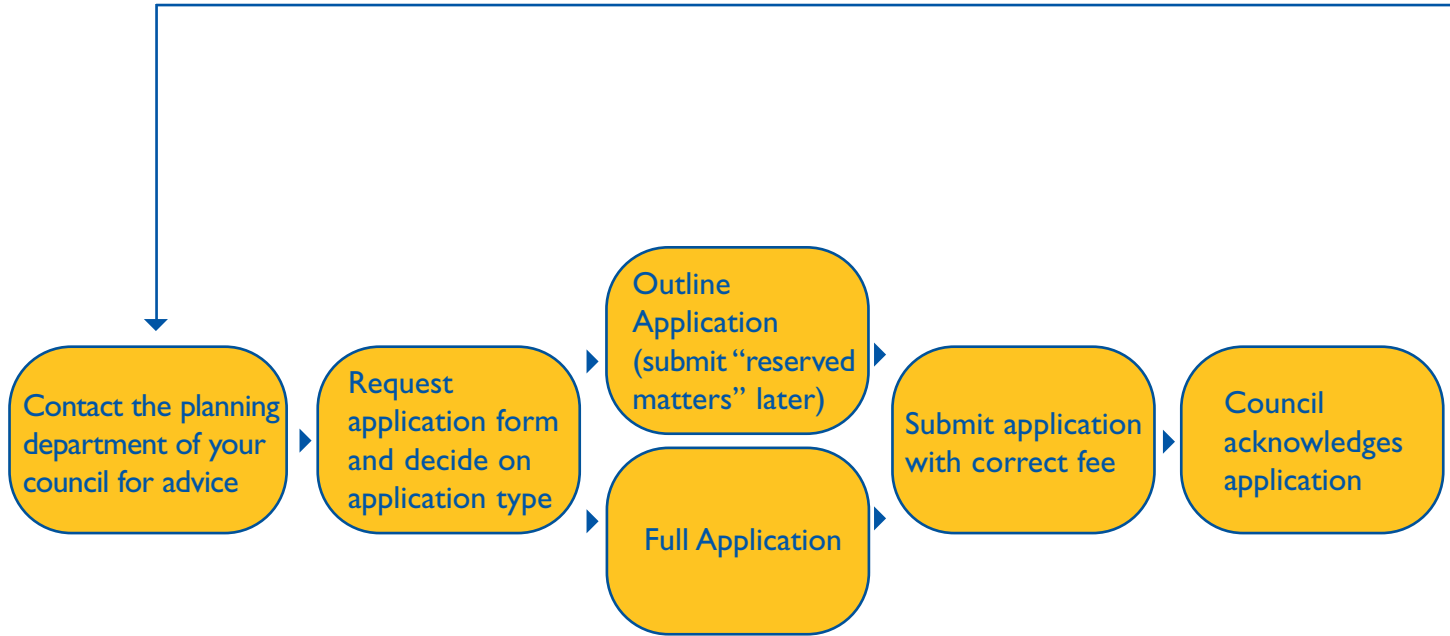 Contact the planning
department of your
council for advice
Request
application form
and decide on
application type
Outline
Application
(submit “reserved
matters” later)
Full Application
Submit application
with correct fee
Council
acknowledges
application